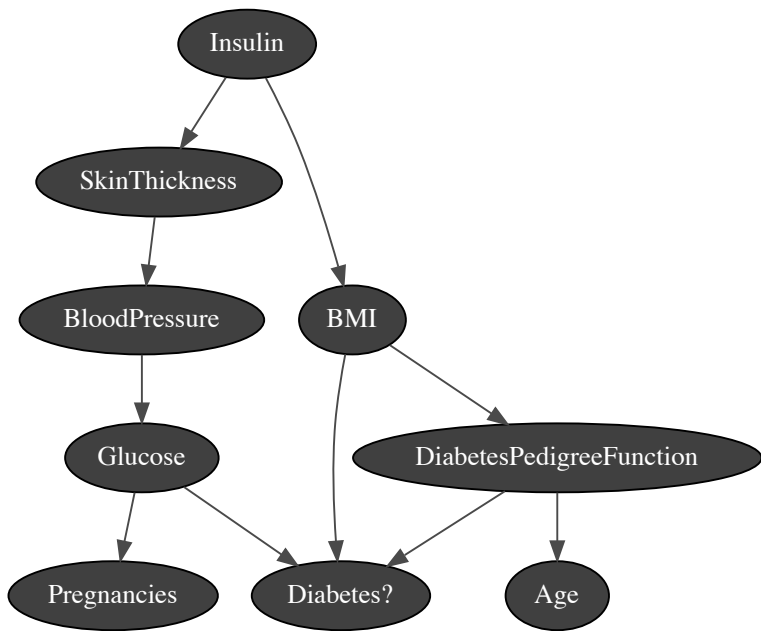 Insulin
SkinThickness
BloodPressure
BMI
Glucose
DiabetesPedigreeFunction
Pregnancies
Diabetes?
Age